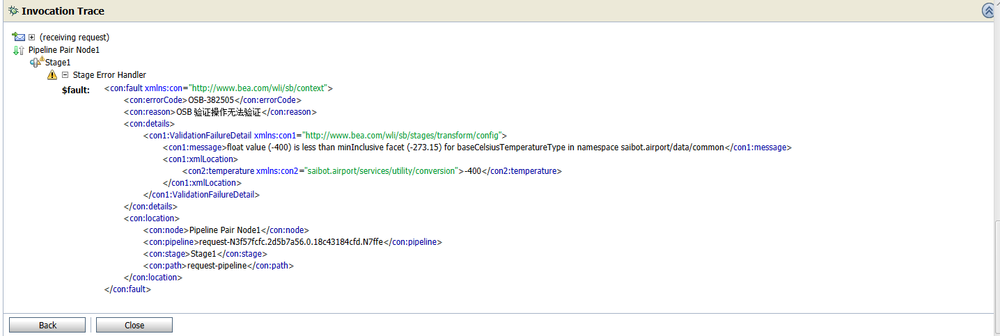 Invocation Trace
(receiving request)
Pipeline Pair Node1
Stage1
Stage Error Handler
$fault: <con:fault xmlns:con="http://www.bea.com/wli/sb/context">
<con:errorCode>OSB-382505</con:errorCode>
<con:reason>OSB 验证操作无法验证</con:reason>
<con:details>
<con1:ValidationFailureDetail xmlns:con1="http://www.bea.com/wli/sb/stages/transform/config">
<con1:message>float value (-400) is less than minInclusive facet (-273.15) for baseCelsiusTemperatureType in namespace saibot.airport/data/common</con1:message>
<con1:xmlLocation>
<con2:temperature xmlns:con2="saibot.airport/services/utility/conversion">-400</con2:temperature>
</con1:xmlLocation>
</con1:ValidationFailureDetail>
</con:details>
<con:location>
<con:node>Pipeline Pair Node1</con:node>
<con:pipeline>request-N3f57fcfc.2d5b7a56.0.18c43184cfd.N7ffe</con:pipeline>
<con:stage>Stage1</con:stage>
<con:path>request-pipeline</con:path>
</con:location>
</con:fault>
Back Close